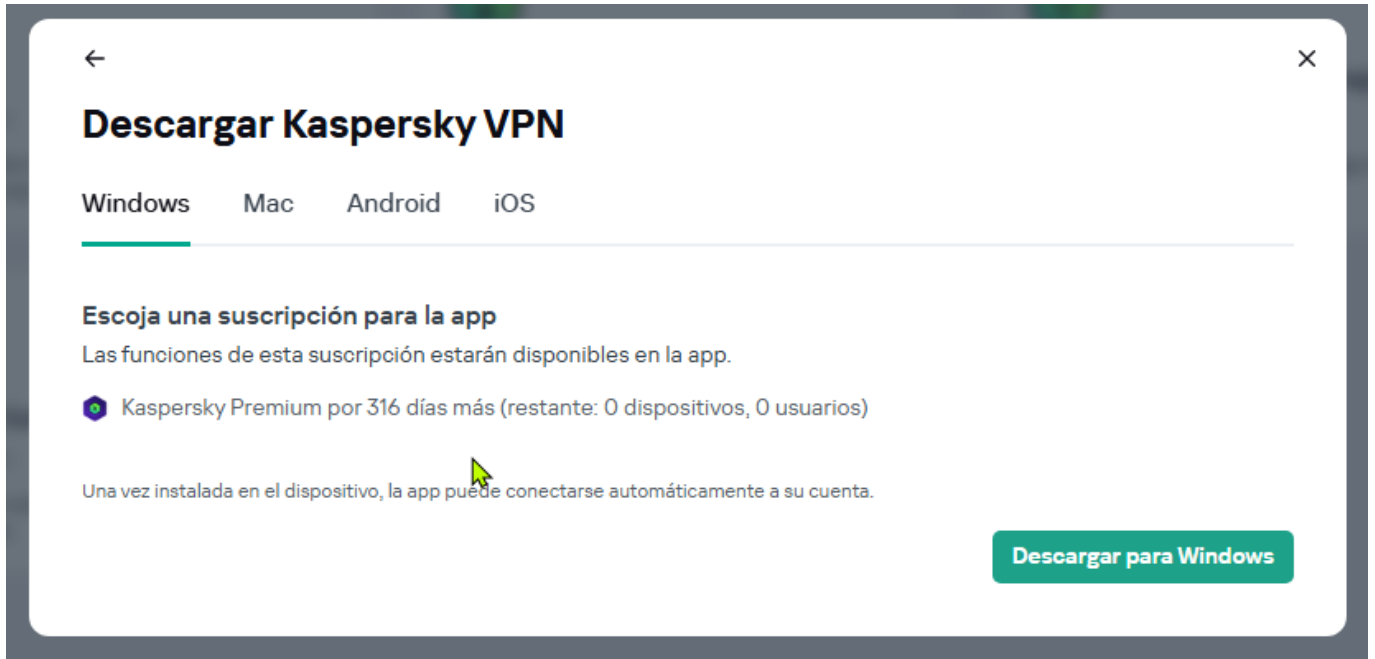 Descargar Kaspersky VPN
Windows Mac Android iOS
Escoja una suscripción para la app
Las funciones de esta suscripción estarán disponibles en la app.
Kaspersky Premium por 316 días más (restante: 0 dispositivos, 0 usuarios)
Una vez instalada en el dispositivo, la app puede conectarse automáticamente a su cuenta.
Descargar para Windows